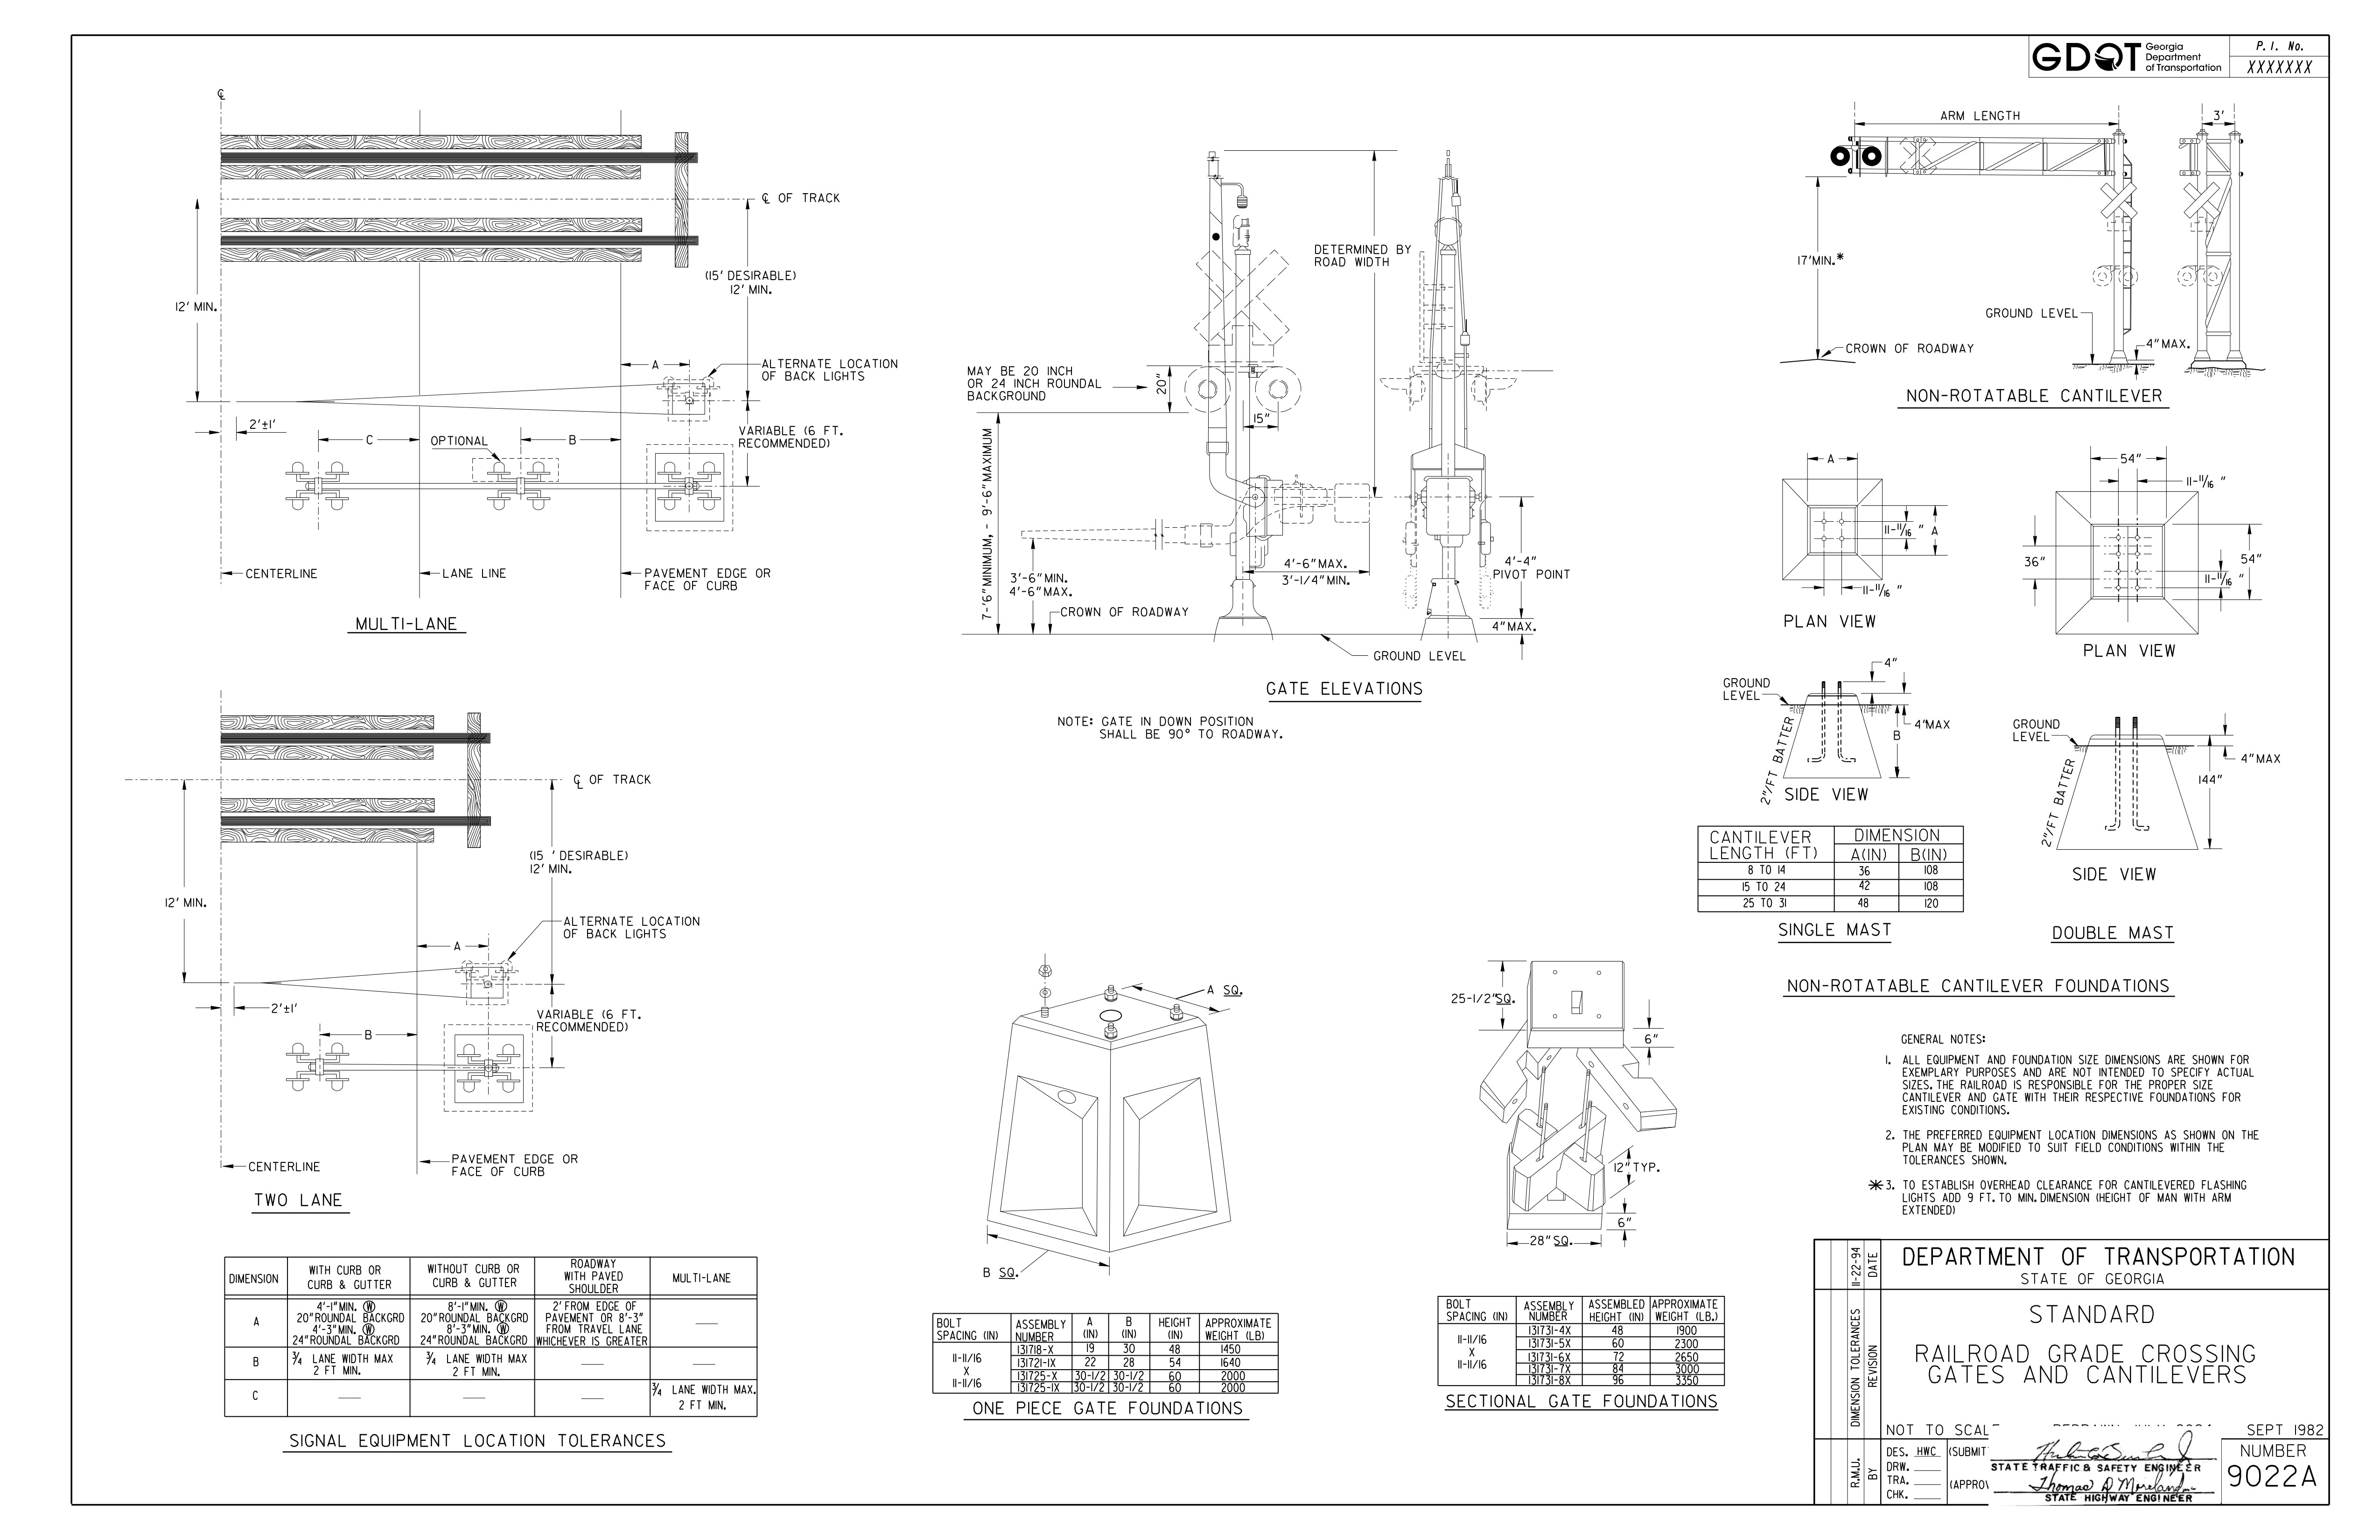 GDOT Georgia
Department
of Transportation
P. I. No.
XXXXXXX
℄
℄ OF TRACK
(15' DESIRABLE)
12' MIN.
12' MIN.
A
ALTERNATE LOCATION
OF BACK LIGHTS
2'±1'
C
OPTIONAL
B
VARIABLE (6 FT.
RECOMMENDED)
CENTERLINE
LANE LINE
PAVEMENT EDGE OR
FACE OF CURB
MULTI-LANE
℄ OF TRACK
(15 ' DESIRABLE)
12' MIN.
12' MIN.
ALTERNATE LOCATION
OF BACK LIGHTS
A
2'±1'
B
VARIABLE (6 FT.
RECOMMENDED)
CENTERLINE
PAVEMENT EDGE OR
FACE OF CURB
TWO LANE
DIMENSION
WITH CURB OR
CURB & GUTTER
WITHOUT CURB OR
CURB & GUTTER
ROADWAY
WITH PAVED
SHOULDER
MULTI-LANE
A
4'-1" MIN. Ⓦ
20" ROUNDAL BACKGRD
4'-3" MIN. Ⓦ
24" ROUNDAL BACKGRD
8'-1" MIN. Ⓦ
20" ROUNDAL BACKGRD
8'-3" MIN. Ⓦ
24" ROUNDAL BACKGRD
2' FROM EDGE OF
PAVEMENT OR 8'-3"
FROM TRAVEL LANE
WHICHEVER IS GREATER
B
¾ LANE WIDTH MAX
2 FT MIN.
¾ LANE WIDTH MAX
2 FT MIN.
C
¾ LANE WIDTH MAX.
2 FT MIN.
SIGNAL EQUIPMENT LOCATION TOLERANCES
DETERMINED BY
ROAD WIDTH
MAY BE 20 INCH
OR 24 INCH ROUNDAL
BACKGROUND
20"
15"
7-'6" MINIMUM, - 9'-6" MAXIMUM
3'-6" MIN.
4'-6" MAX.
4'-6" MAX.
3'-1/4" MIN.
4'-4"
PIVOT POINT
CROWN OF ROADWAY
4" MAX.
GROUND LEVEL
GATE ELEVATIONS
NOTE: GATE IN DOWN POSITION
SHALL BE 90° TO ROADWAY.
A SQ.
B SQ.
BOLT
SPACING (IN)
ASSEMBLY
NUMBER
A
(IN)
B
(IN)
HEIGHT
(IN)
APPROXIMATE
WEIGHT (LB)
11-11/16
X
11-11/16
131718-X 19 30 48 1450
131721-1X 22 28 54 1640
131725-X 30-1/2 30-1/2 60 2000
131725-1X 30-1/2 30-1/2 60 2000
ONE PIECE GATE FOUNDATIONS
25-1/2" SQ.
6"
12" TYP.
6"
28" SQ.
BOLT
SPACING (IN)
ASSEMBLY
NUMBER
ASSEMBLED
HEIGHT (IN)
APPROXIMATE
WEIGHT (LB.)
11-11/16
X
11-11/16
131731-4X 48 1900
131731-5X 60 2300
131731-6X 72 2650
131731-7X 84 3000
131731-8X 96 3350
SECTIONAL GATE FOUNDATIONS
ARM LENGTH
3'
17' MIN.*
GROUND LEVEL
4" MAX.
CROWN OF ROADWAY
NON-ROTATABLE CANTILEVER
A
11-11/16 "
A
11-11/16 "
PLAN VIEW
54"
11-11/16 "
36"
54"
11-11/16 "
PLAN VIEW
4"
GROUND
LEVEL
4"MAX
B
2"/FT BATTER
SIDE VIEW
GROUND
LEVEL
4" MAX
144"
2"/FT BATTER
SIDE VIEW
CANTILEVER
LENGTH (FT)
DIMENSION
A(IN) B(IN)
8 TO 14 36 108
15 TO 24 42 108
25 TO 31 48 120
SINGLE MAST
DOUBLE MAST
NON-ROTATABLE CANTILEVER FOUNDATIONS
GENERAL NOTES:
1. ALL EQUIPMENT AND FOUNDATION SIZE DIMENSIONS ARE SHOWN FOR
EXEMPLARY PURPOSES AND ARE NOT INTENDED TO SPECIFY ACTUAL
SIZES. THE RAILROAD IS RESPONSIBLE FOR THE PROPER SIZE
CANTILEVER AND GATE WITH THEIR RESPECTIVE FOUNDATIONS FOR
EXISTING CONDITIONS.
2. THE PREFERRED EQUIPMENT LOCATION DIMENSIONS AS SHOWN ON THE
PLAN MAY BE MODIFIED TO SUIT FIELD CONDITIONS WITHIN THE
TOLERANCES SHOWN.
* 3. TO ESTABLISH OVERHEAD CLEARANCE FOR CANTILEVERED FLASHING
LIGHTS ADD 9 FT. TO MIN. DIMENSION (HEIGHT OF MAN WITH ARM
EXTENDED)
11-22-94
DATE
DIMENSION TOLERANCES
REVISION
R.M.U.
BY
DEPARTMENT OF TRANSPORTATION
STATE OF GEORGIA
STANDARD
RAILROAD GRADE CROSSING
GATES AND CANTILEVERS
NOT TO SCALE
SEPT 1982
DES. HWC
DRW.
TRA.
CHK.
(SUBMIT
(APPROV
STATE TRAFFIC & SAFETY ENGINEER
Thomas D Moreland
STATE HIGHWAY ENGINEER
NUMBER
9022A